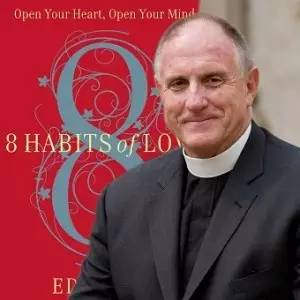 Open Your Heart, Open Your Mind
8
8 HABITS of LO
ED